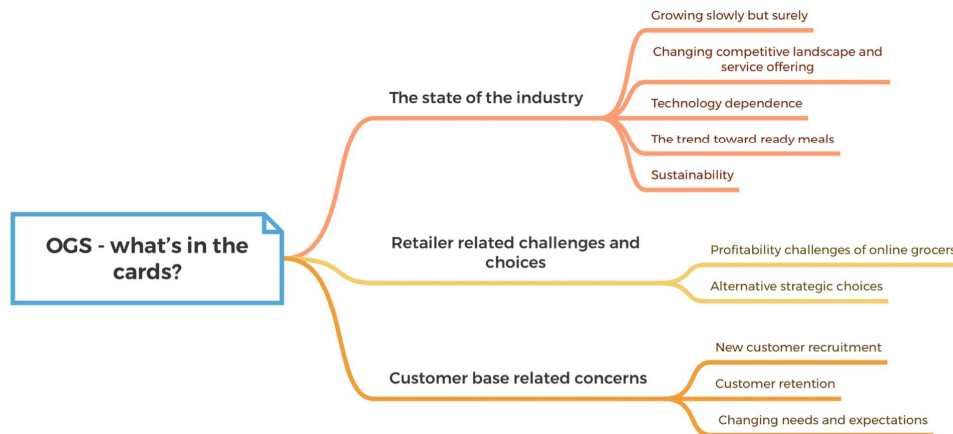 OGS - what's in the
cards?
The state of the industry
Growing slowly but surely
Changing competitive landscape and
service offering
Technology dependence
The trend toward ready meals
Sustainability
Retailer related challenges and
choices
Profitability challenges of online grocers
Alternative strategic choices
Customer base related concerns
New customer recruitment
Customer retention
Changing needs and expectations